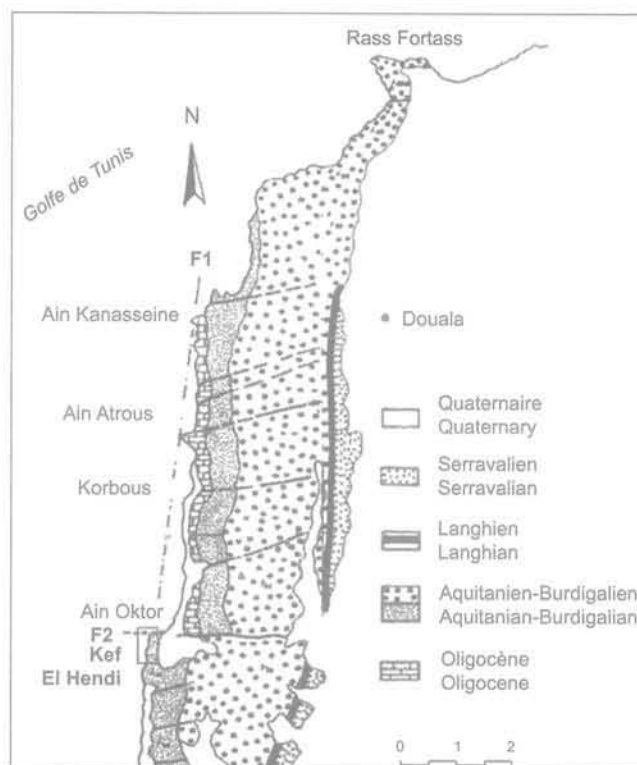 Rass Fortass
N
Golfe de Tunis
F1
Ain Kanasseine
Douala
Ain Atrous
Quaternaire
Quaternary
Korbous
Serravalien
Serravalian
Langhien
Langhian
Ain Oktor
Aquitanien-Burdigalien
Aquitanian-Burdigalian
F2
Kef
El Hendi
Oligocène
Oligocene
0 1 2